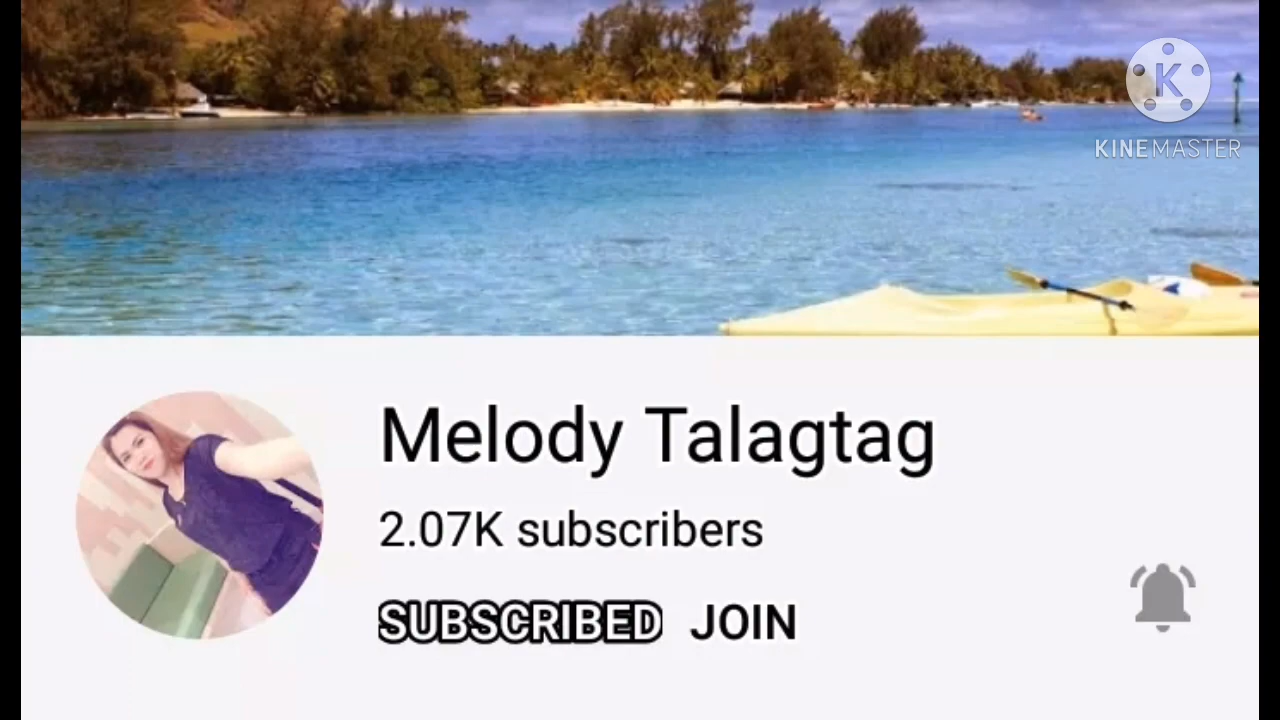 K
KINEMASTER
Melody Talagtag
2.07K subscribers
SUBSCRIBED JOIN